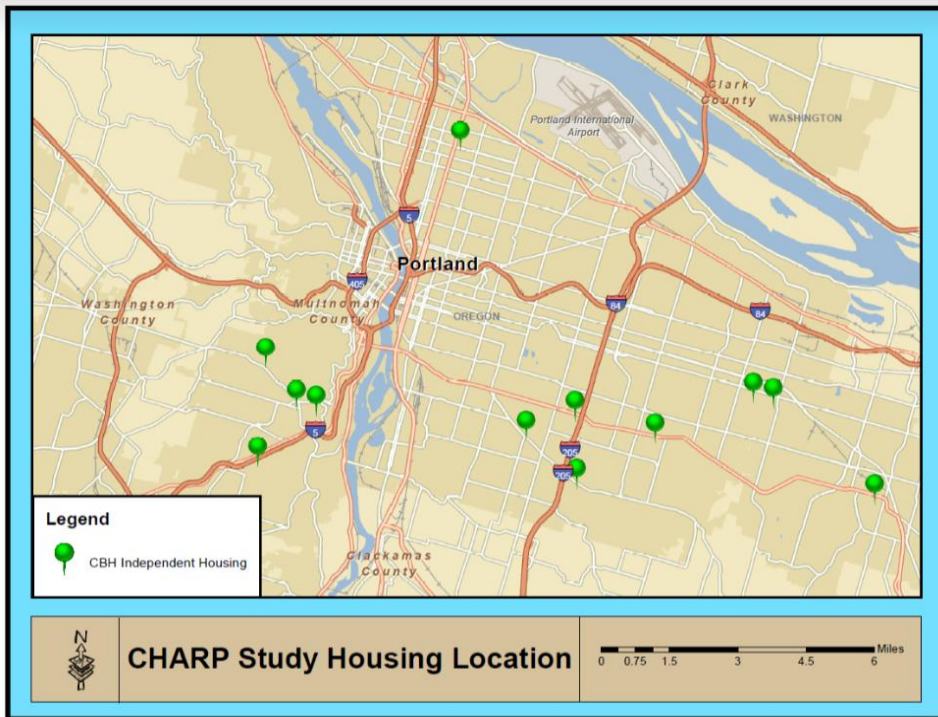 Clark
County
WASHINGTON
Portland International
Airport
5
Portland
405
Washington
County
Multnomah
County
OREGON
84
84
5
205
205
Legend
CBH Independent Housing
Clackamas
County
N
CHARP Study Housing Location
Miles
0 0.75 1.5 3 4.5 6